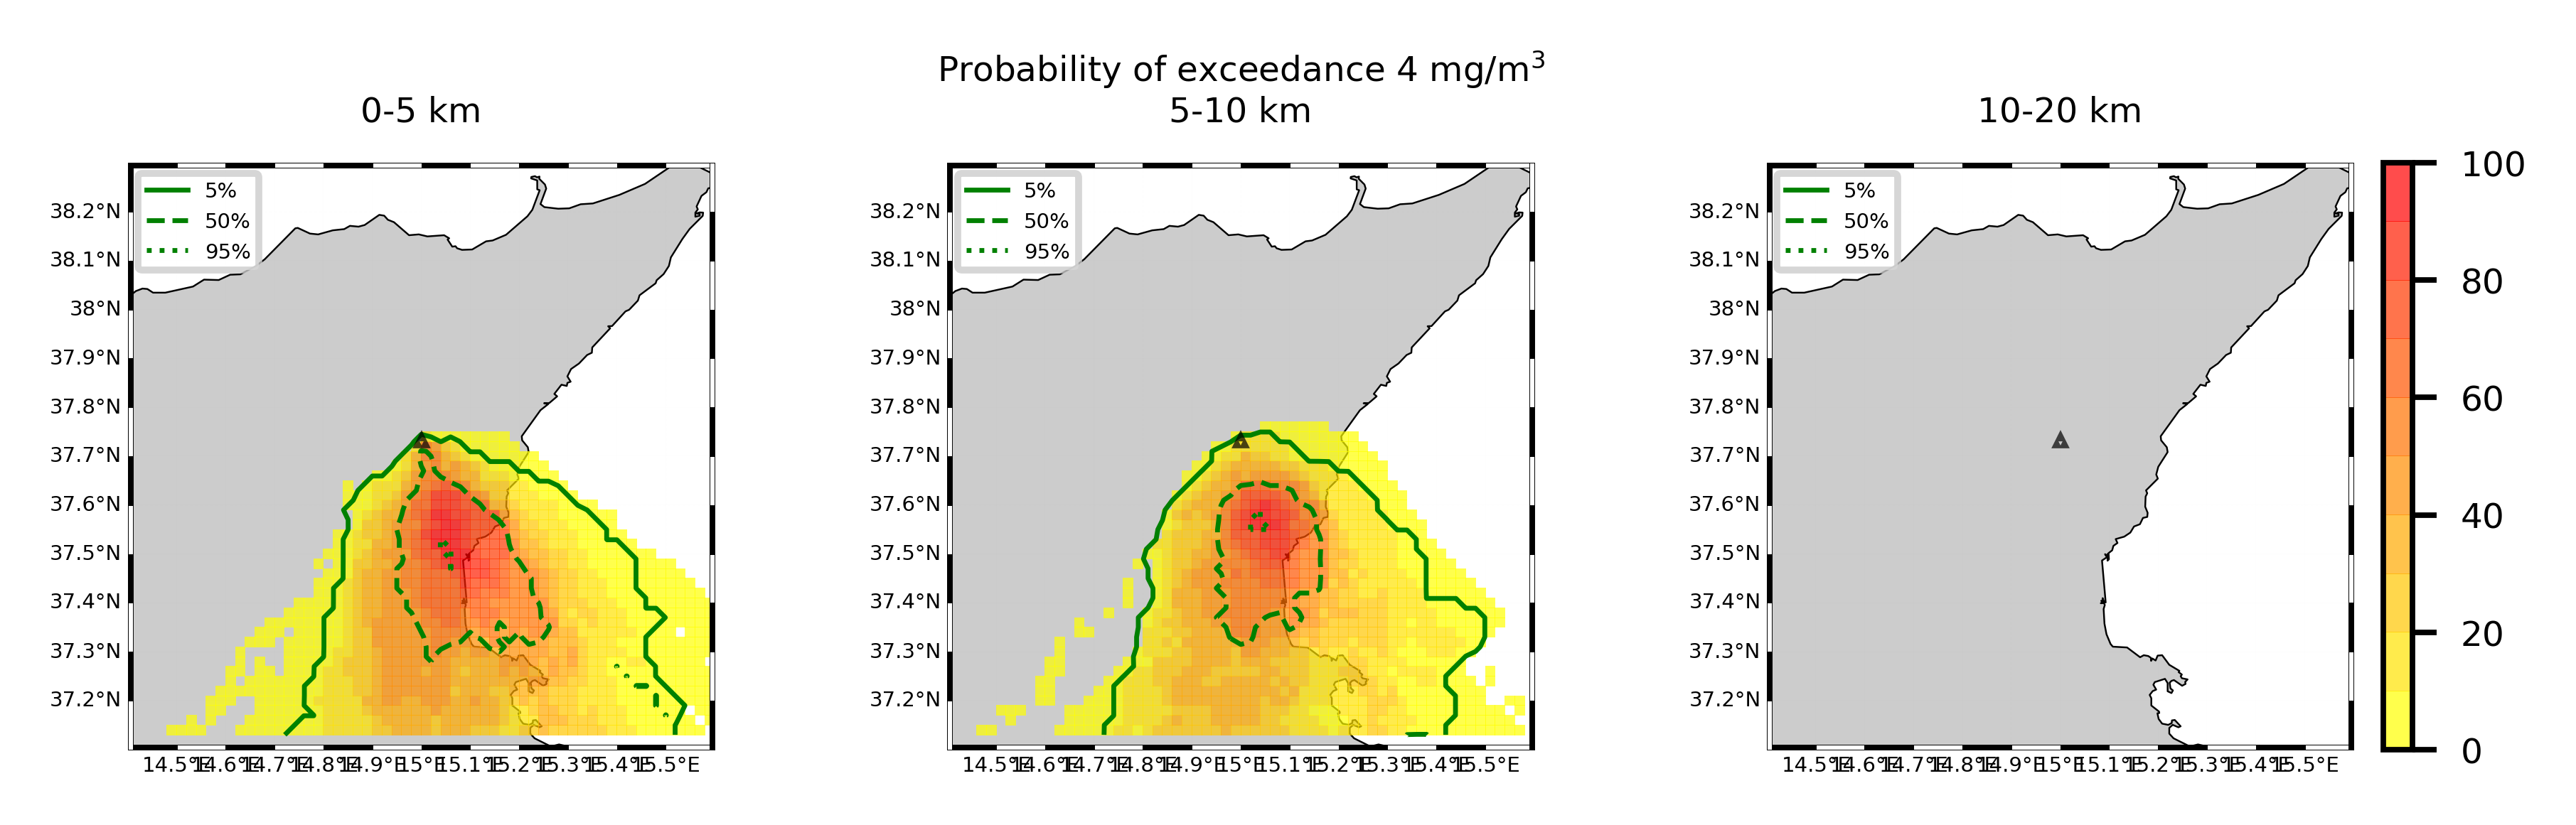 Probability of exceedance 4 mg/m³
0-5 km
5%
50%
95%
38.2°N
38.1°N
38°N
37.9°N
37.8°N
37.7°N
37.6°N
37.5°N
37.4°N
37.3°N
37.2°N
14.5°E 14.6°E 14.7°E 14.8°E 14.9°E 15°E 15.1°E 15.2°E 15.3°E 15.4°E 15.5°E
5-10 km
5%
50%
95%
38.2°N
38.1°N
38°N
37.9°N
37.8°N
37.7°N
37.6°N
37.5°N
37.4°N
37.3°N
37.2°N
14.5°E 14.6°E 14.7°E 14.8°E 14.9°E 15°E 15.1°E 15.2°E 15.3°E 15.4°E 15.5°E
10-20 km
5%
50%
95%
38.2°N
38.1°N
38°N
37.9°N
37.8°N
37.7°N
37.6°N
37.5°N
37.4°N
37.3°N
37.2°N
14.5°E 14.6°E 14.7°E 14.8°E 14.9°E 15°E 15.1°E 15.2°E 15.3°E 15.4°E 15.5°E
100
80
60
40
20
0